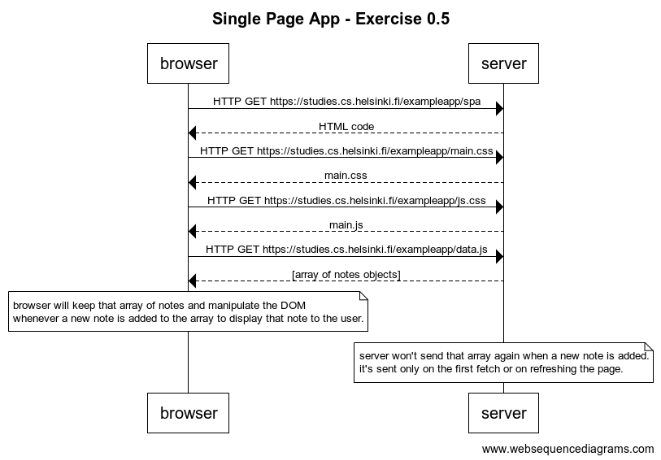 Single Page App - Exercise 0.5
browser
server
HTTP GET https://studies.cs.helsinki.fi/exampleapp/spa
HTML code
HTTP GET https://studies.cs.helsinki.fi/exampleapp/main.css
main.css
HTTP GET https://studies.cs.helsinki.fi/exampleapp/js.css
main.js
HTTP GET https://studies.cs.helsinki.fi/exampleapp/data.js
[array of notes objects]
browser will keep that array of notes and manipulate the DOM
whenever a new note is added to the array to display that note to the user.
server won't send that array again when a new note is added.
it's sent only on the first fetch or on refreshing the page.
browser
server
www.websequencediagrams.com